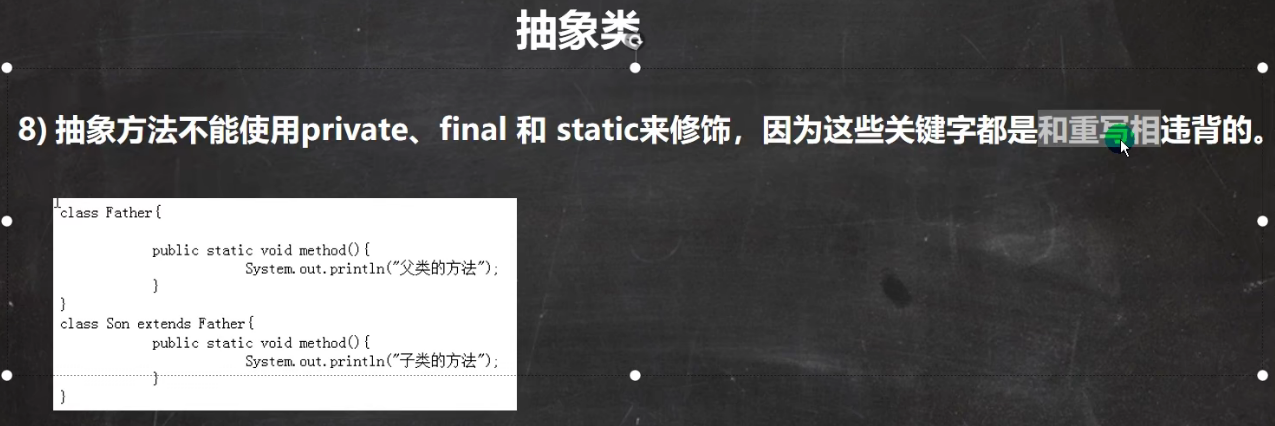 抽象类
8) 抽象方法不能使用private、final 和 static来修饰，因为这些关键字都是和重写相违背的。
class Father{
public static void method(){
System.out.println("父类的方法");
}
}
class Son extends Father{
public static void method(){
System.out.println("子类的方法");
}
}